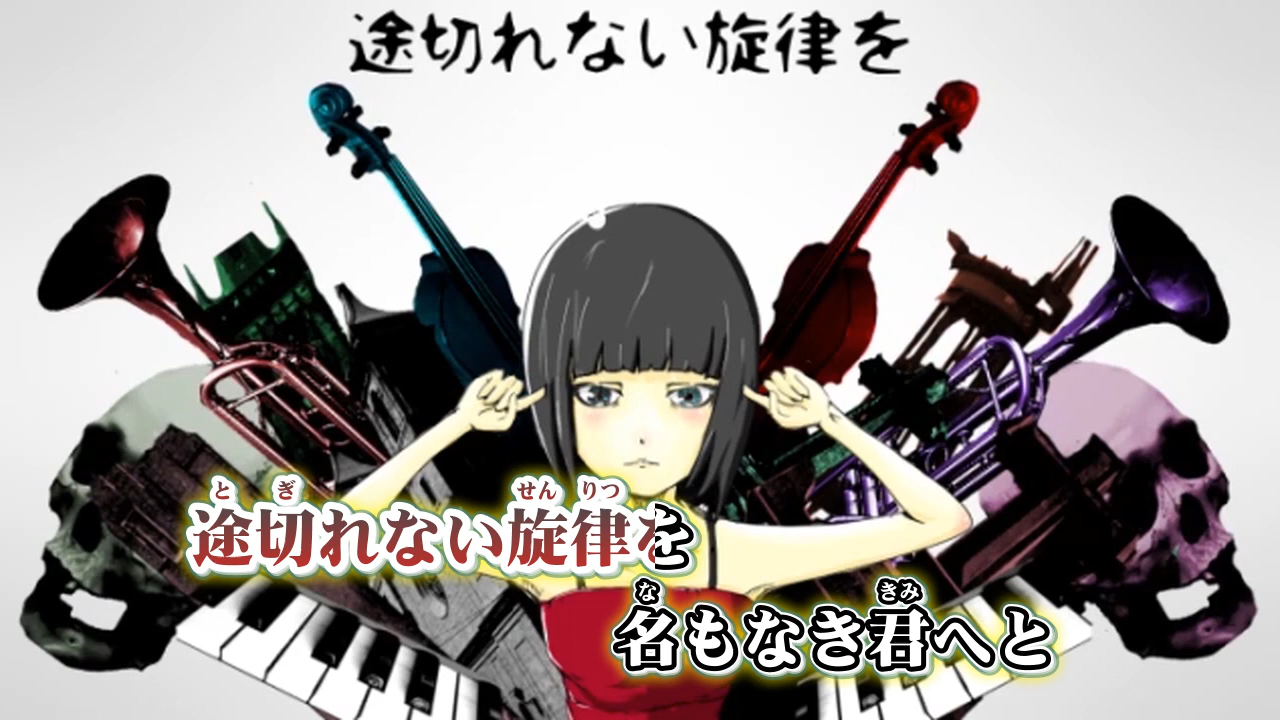 途切れない旋律を
とぎ せんりつ
途切れない旋律を
な きみ
名もなき君へと